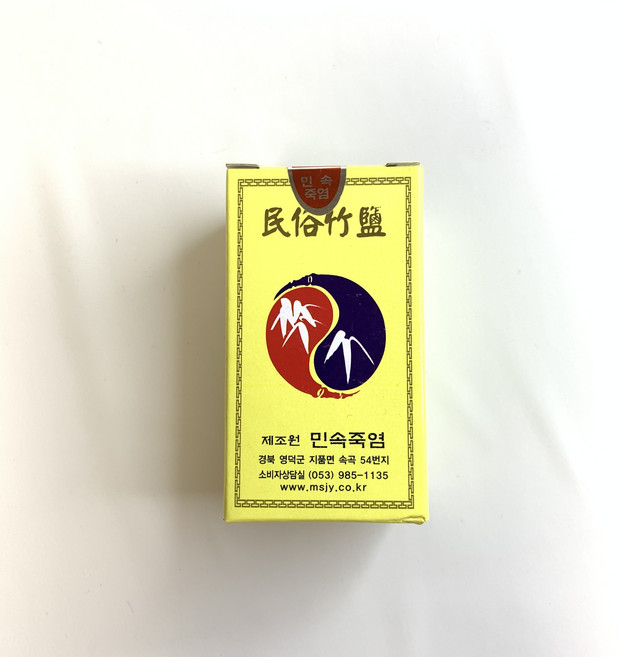 민속
죽염
民俗竹鹽
제조원 민속죽염
경북 영덕군 지품면 속곡 54번지
소비자상담실 (053) 985-1135
www.msjy.co.kr